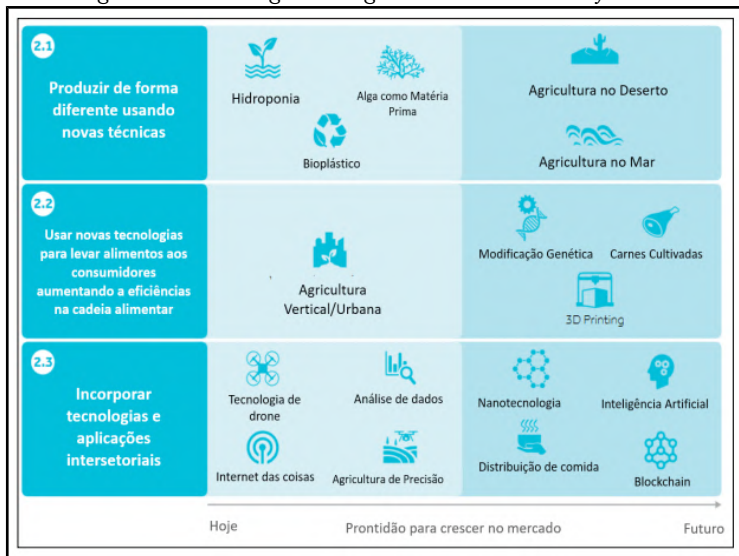 2.1
Produzir de forma
diferente usando
novas técnicas
Hidroponia
Alga como Matéria
Prima
Bioplástico
Agricultura no Deserto
Agricultura no Mar
2.2
Usar novas tecnologias
para levar alimentos aos
consumidores
aumentando a eficiências
na cadeia alimentar
Agricultura
Vertical/Urbana
Modificação Genética
Carnes Cultivadas
3D Printing
2.3
Incorporar
tecnologias e
aplicações
intersetoriais
Tecnologia de
drone
Análise de dados
Internet das coisas
Agricultura de Precisão
Nanotecnologia
Inteligência Artificial
Distribuição de comida
Blockchain
Hoje
Prontidão para crescer no mercado
Futuro